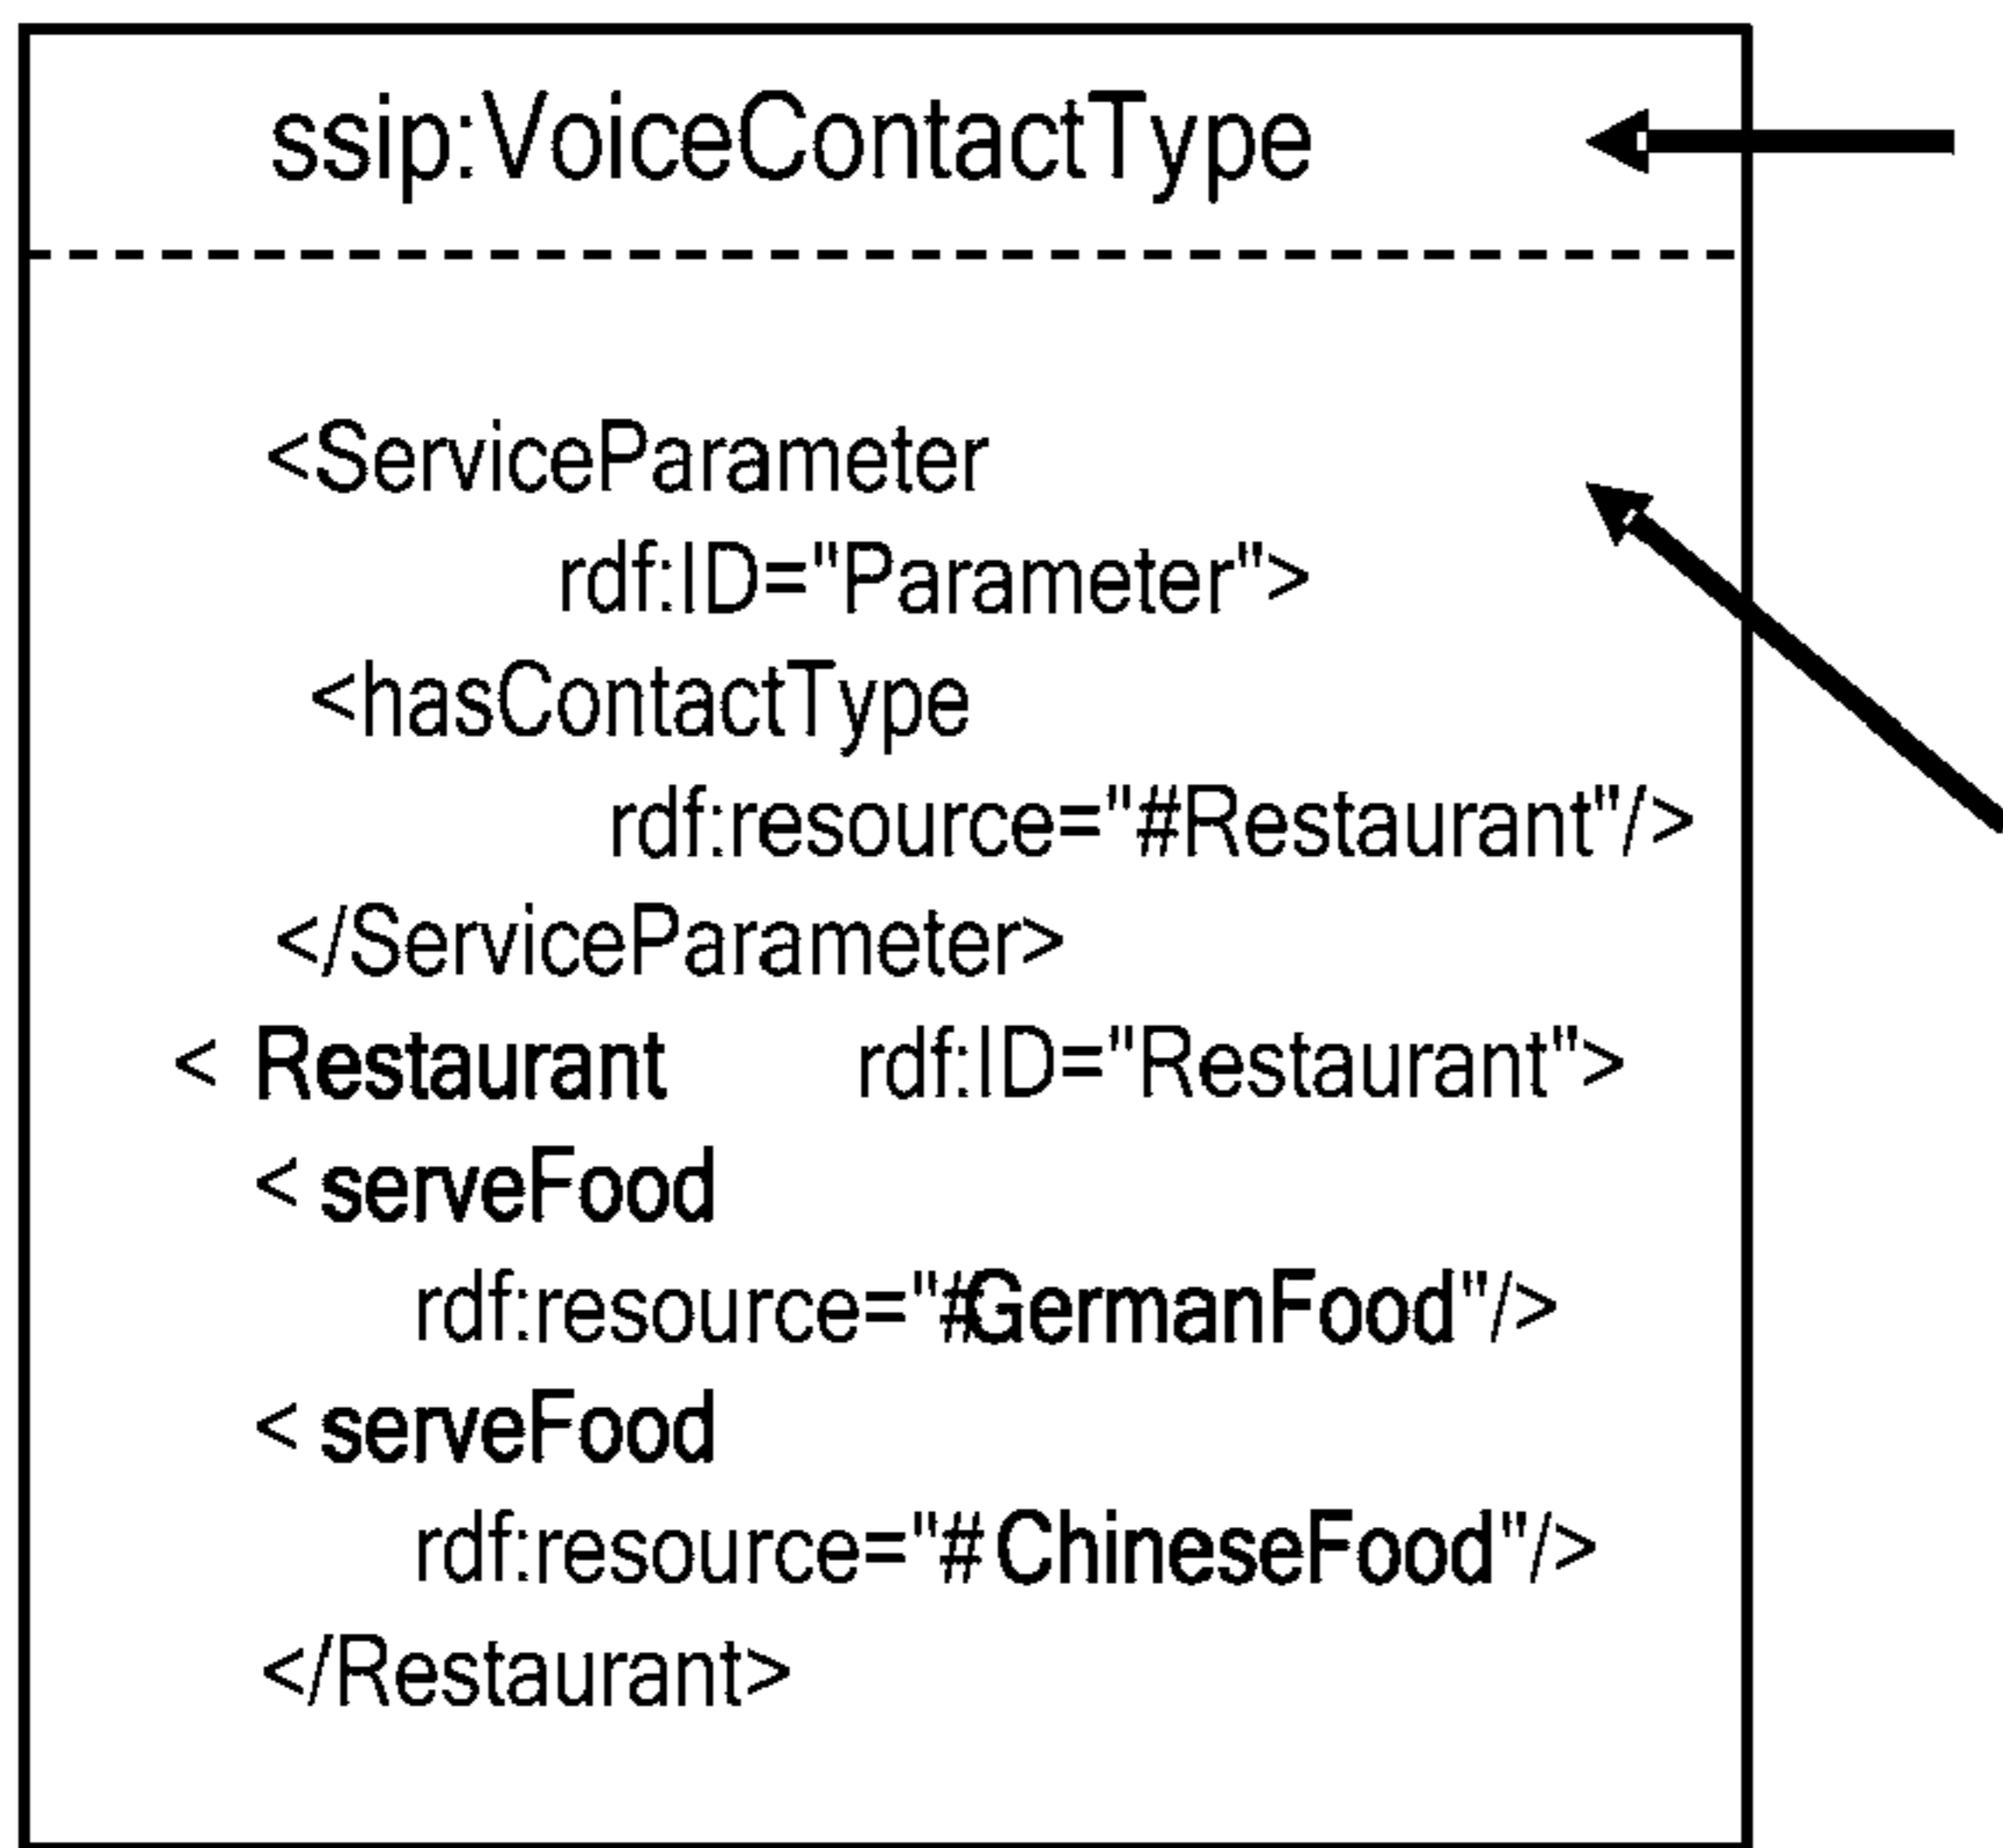 ssip:VoiceContactType
<ServiceParameter
rdf:ID="Parameter">
<hasContactType
rdf:resource="#Restaurant"/>
</ServiceParameter>
< Restaurant rdf:ID="Restaurant">
< serveFood
rdf:resource="#GermanFood"/>
< serveFood
rdf:resource="#ChineseFood"/>
</Restaurant>